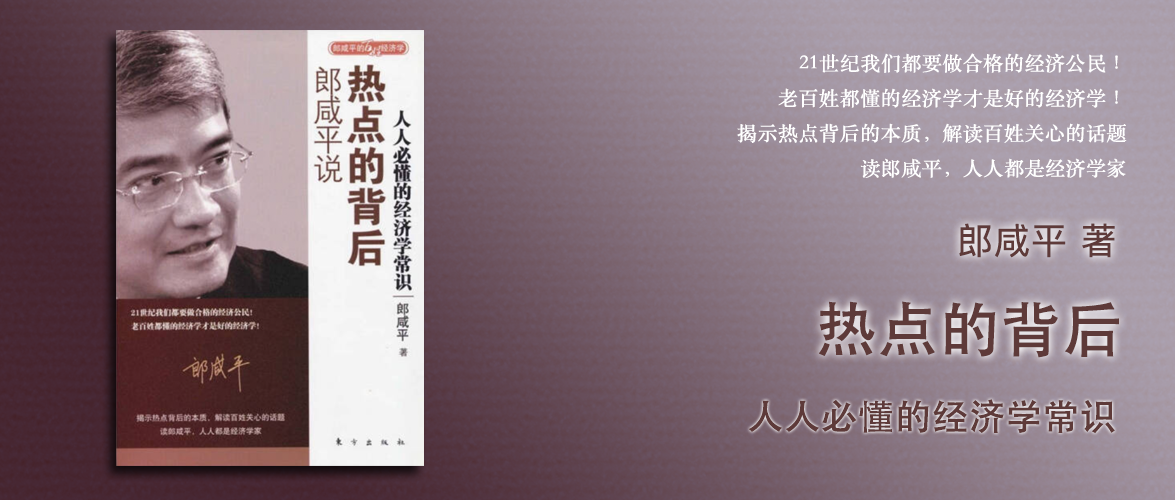 郎咸平的口红经济学
郎咸平说
热点的背后
人人必懂的经济学常识
郎咸平
著
21世纪我们都要做合格的经济公民!
老百姓都懂的经济学才是好的经济学!
郎咸平
揭示热点背后的本质,解读百姓关心的话题
读郎咸平,人人都是经济学家
东方出版社
21世纪我们都要做合格的经济公民!
老百姓都懂的经济学才是好的经济学!
揭示热点背后的本质,解读百姓关心的话题
读郎咸平,人人都是经济学家
郎咸平 著
热点的背后
人人必懂的经济学常识